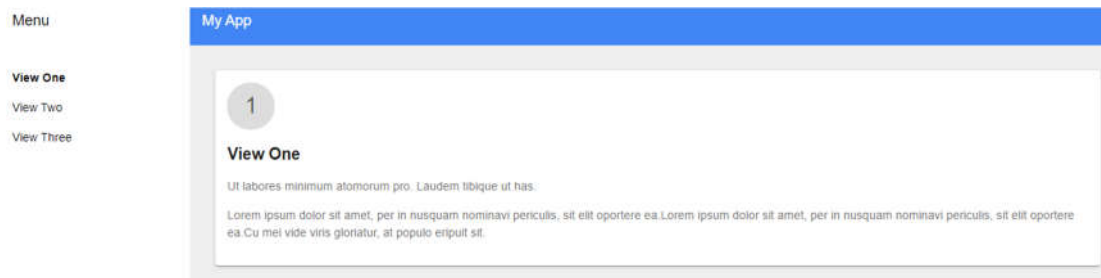 Menu
My App
View One
View Two
View Three
1
View One
Ut labores minimum atomorum pro. Laudem tibique ut has.
Lorem ipsum dolor sit amet, per in nusquam nominavi periculis, sit elit oportere ea.Lorem ipsum dolor sit amet, per in nusquam nominavi periculis, sit elit oportere
ea.Cu mei vide viris gloriatur, at populo eripuit sit.